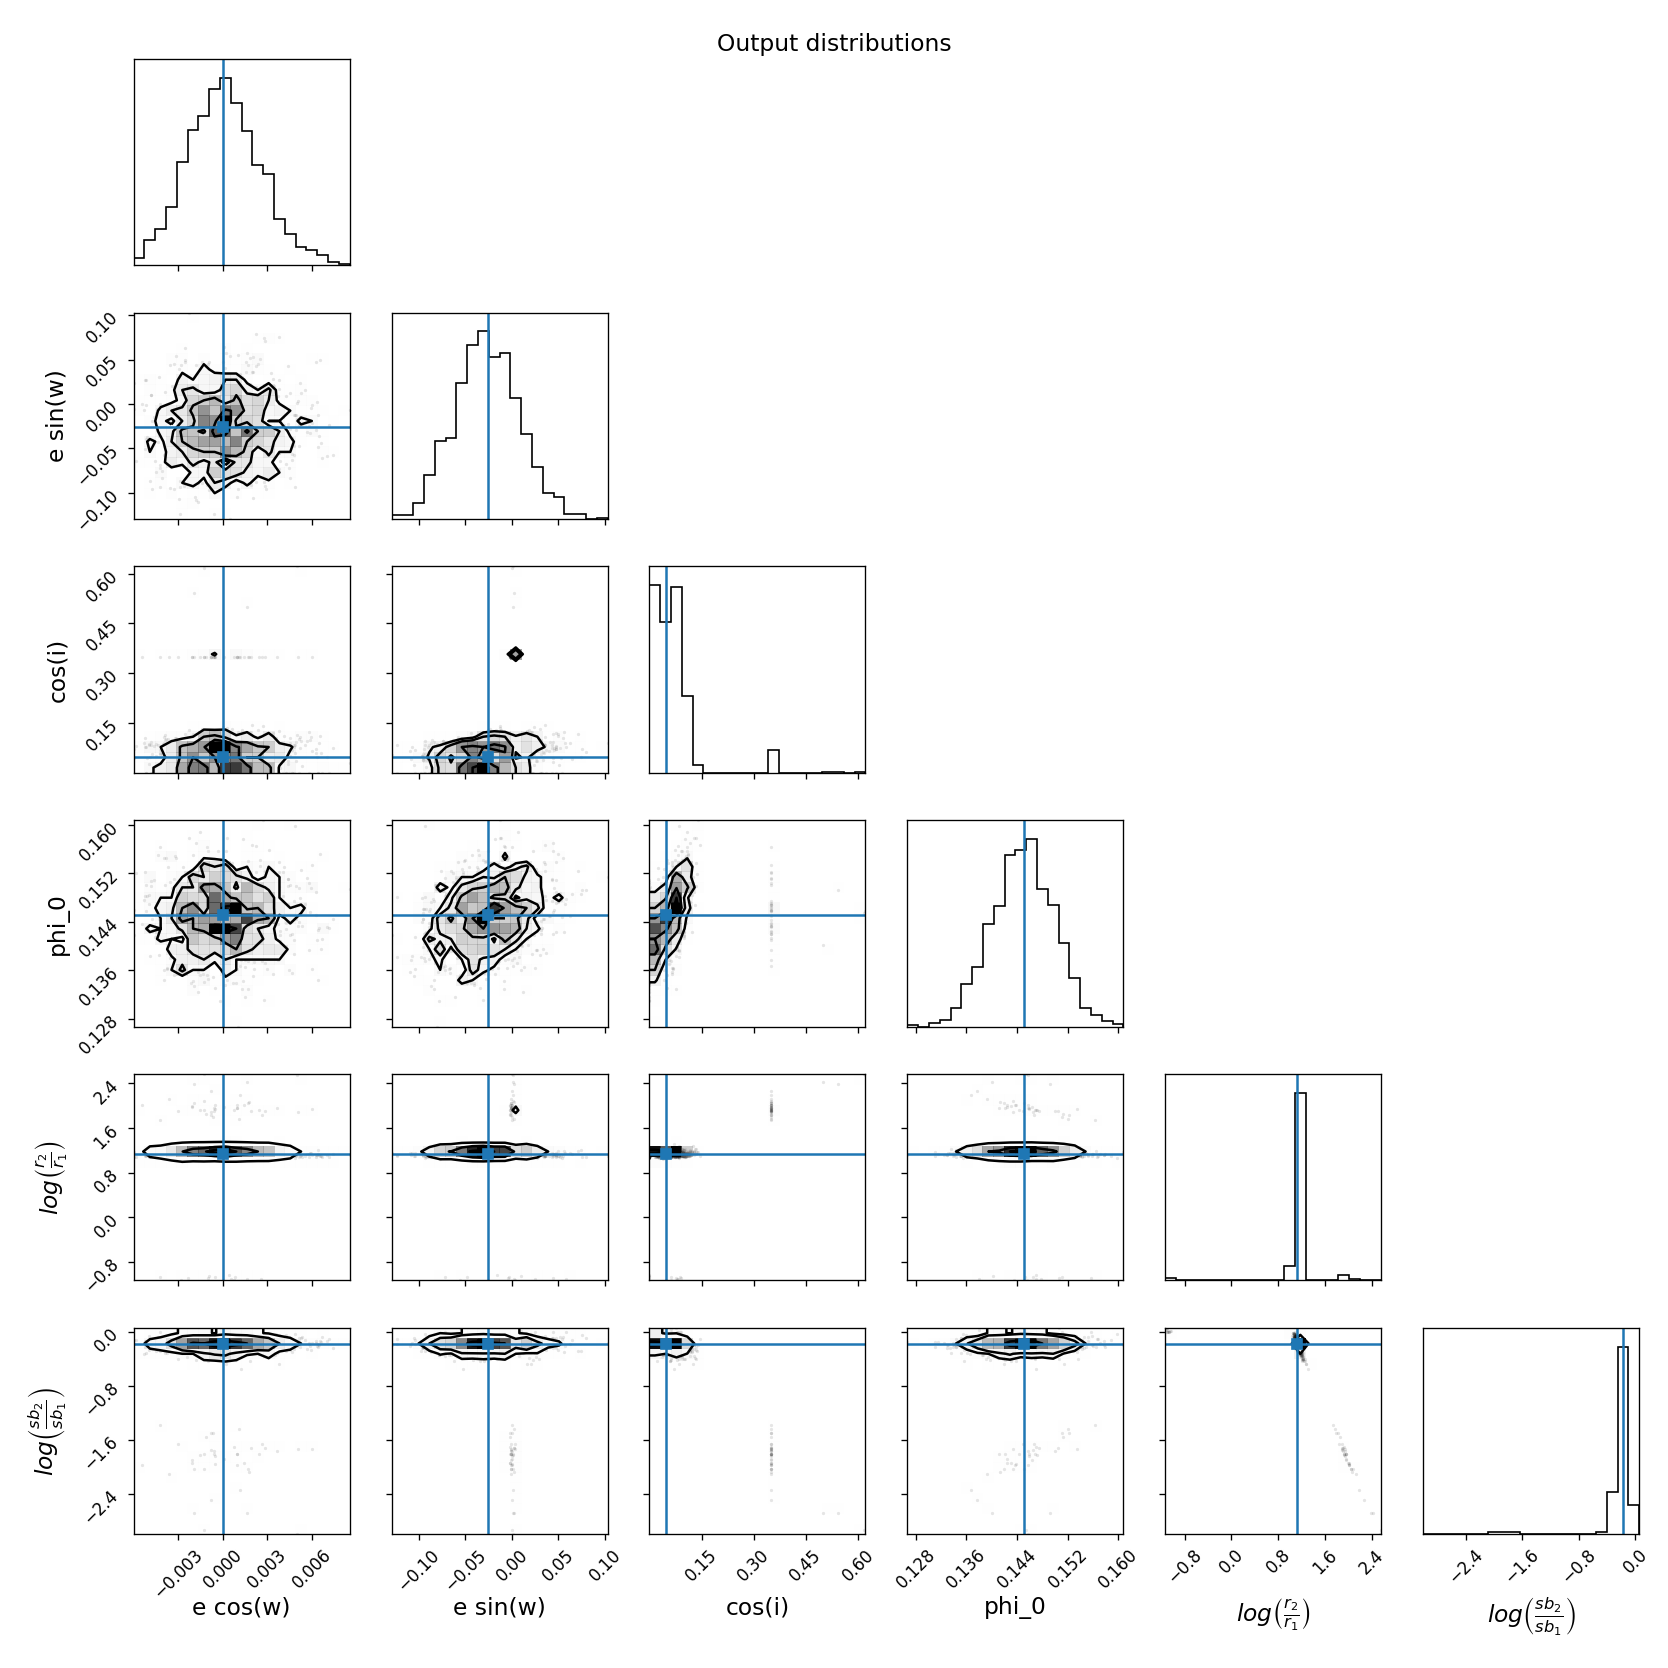 Output distributions
0.10
0.05
0.00
−0.05
−0.10
e sin(w)
0.60
0.45
0.30
0.15
cos(i)
0.160
0.152
0.144
0.136
0.128
phi_0
2.4
1.6
0.8
0.0
−0.8
log(r₂/r₁)
0.0
−0.8
−1.6
−2.4
log(sb₂/sb₁)
−0.003 0.000 0.003 0.006
−0.10 −0.05 0.00 0.05 0.10
0.15 0.30 0.45 0.60
0.128 0.136 0.144 0.152 0.160
−0.8 0.0 0.8 1.6 2.4
−2.4 −1.6 −0.8 0.0
e cos(w)
e sin(w)
cos(i)
phi_0
log(r₂/r₁)
log(sb₂/sb₁)